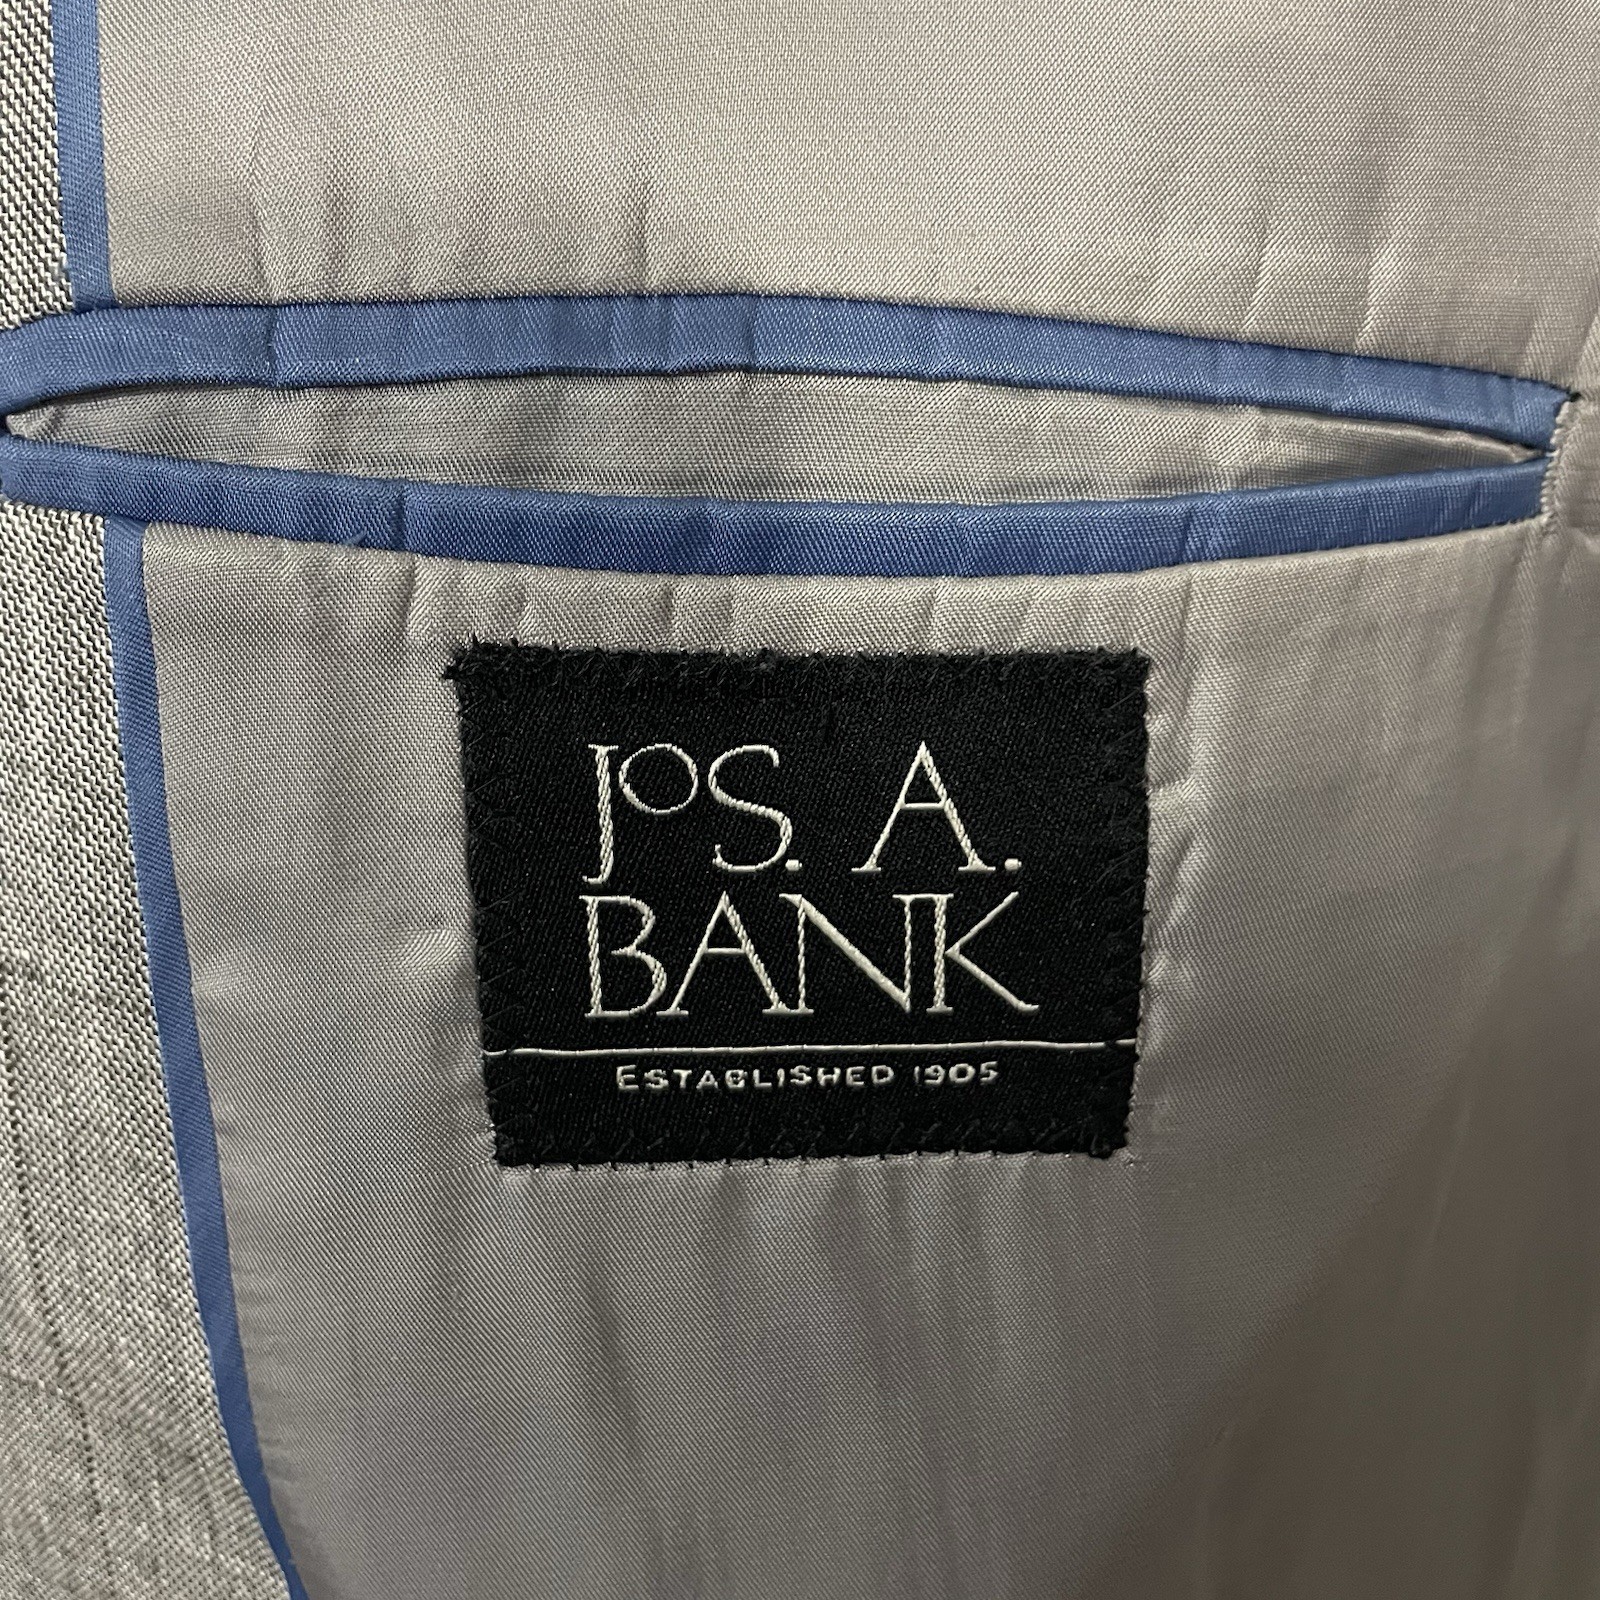 JOS. A.
BANK
ESTABLISHED 1905